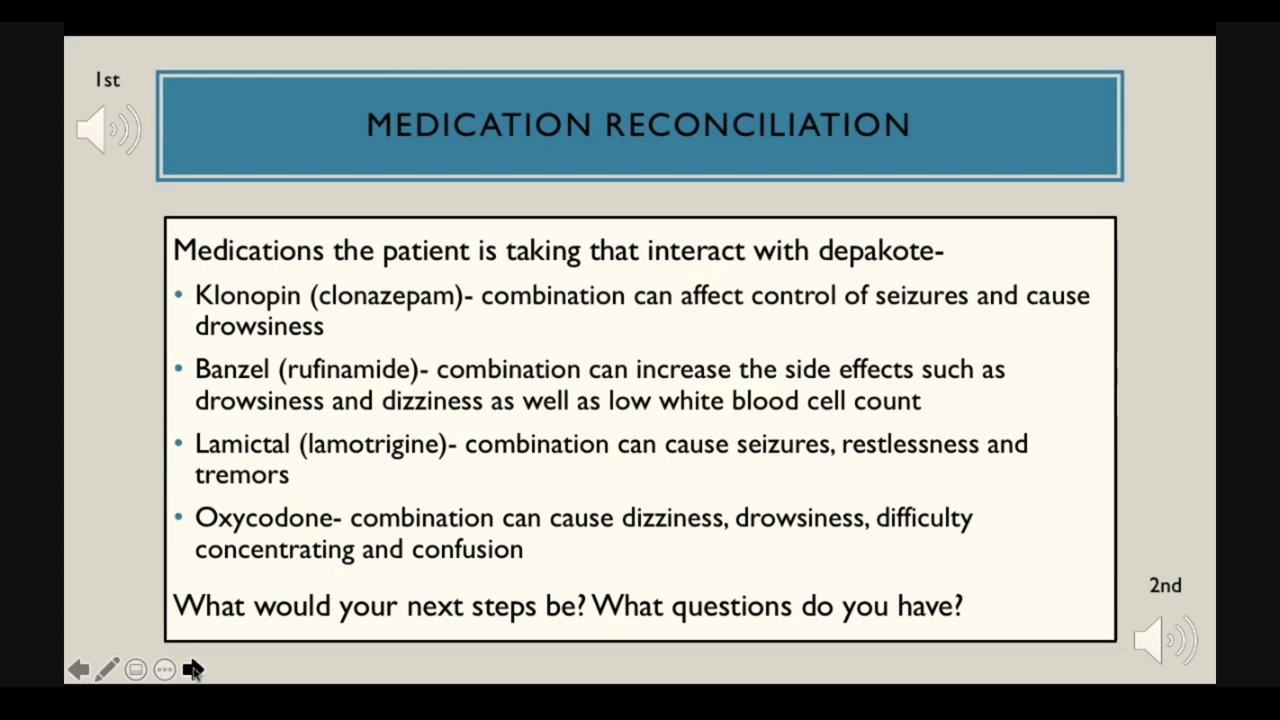 1st
MEDICATION RECONCILIATION
Medications the patient is taking that interact with depakote-
• Klonopin (clonazepam)- combination can affect control of seizures and cause
drowsiness
• Banzel (rufinamide)- combination can increase the side effects such as
drowsiness and dizziness as well as low white blood cell count
• Lamictal (lamotrigine)- combination can cause seizures, restlessness and
tremors
• Oxycodone- combination can cause dizziness, drowsiness, difficulty
concentrating and confusion
What would your next steps be? What questions do you have?
2nd